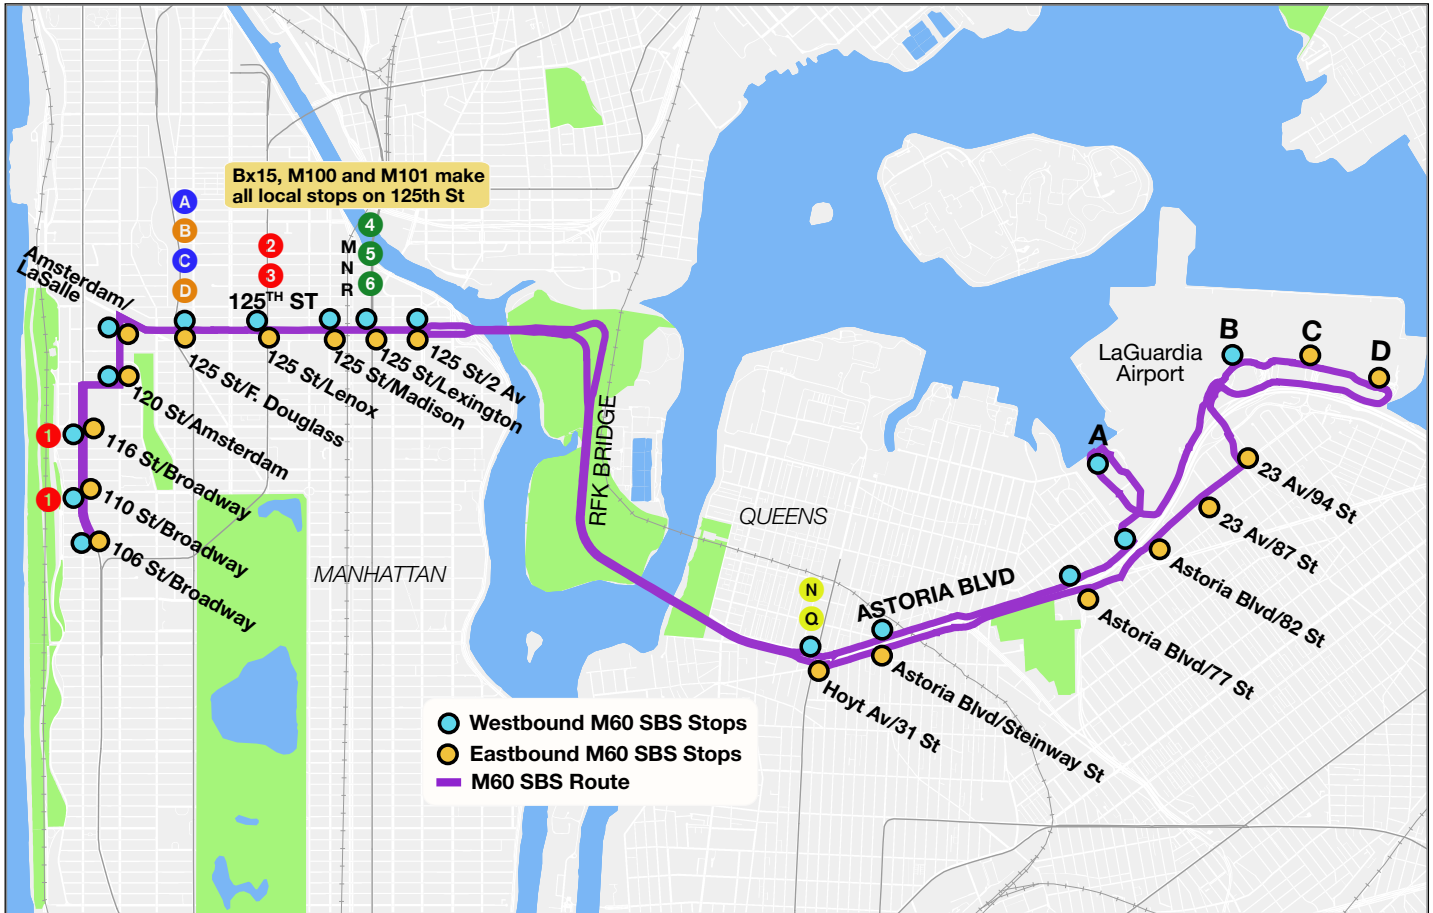 Bx15, M100 and M101 make
all local stops on 125th St
A
B
C
D
2
3
M
N
R
4
5
6
Amsterdam/
LaSalle
125TH ST
125 St/F. Douglass
125 St/Lenox
125 St/Madison
125 St/Lexington
125 St/2 Av
120 St/Amsterdam
1
116 St/Broadway
1
110 St/Broadway
106 St/Broadway
MANHATTAN
RFK BRIDGE
QUEENS
N
Q
Hoyt Av/31 St
ASTORIA BLVD
Astoria Blvd/Steinway St
Astoria Blvd/77 St
Astoria Blvd/82 St
23 Av/87 St
23 Av/94 St
LaGuardia
Airport
A
B
C
D
Westbound M60 SBS Stops
Eastbound M60 SBS Stops
M60 SBS Route